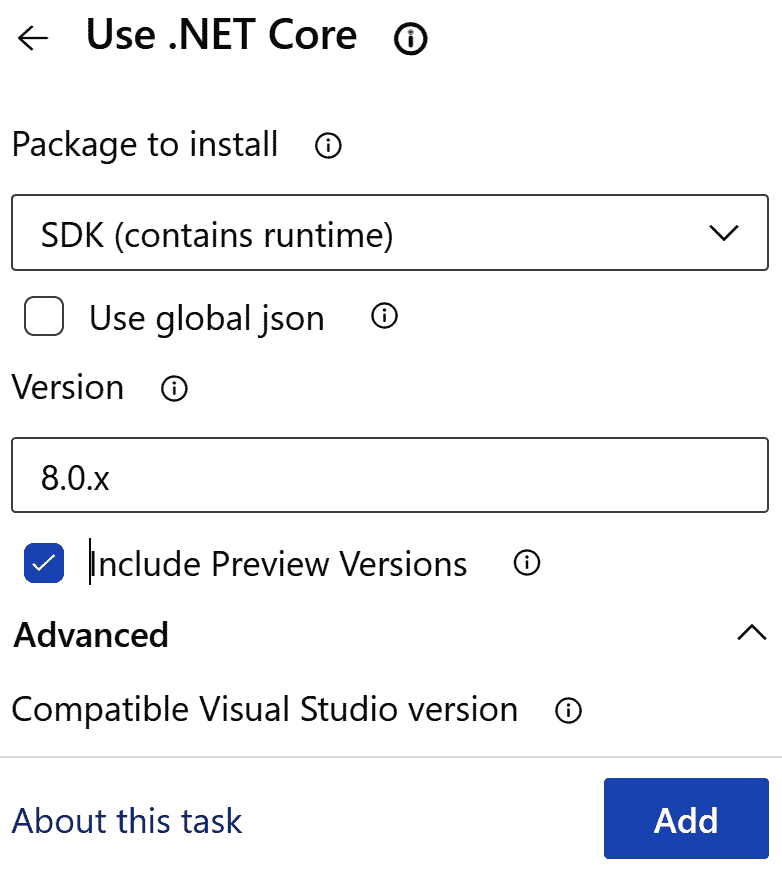 Use .NET Core
Package to install
SDK (contains runtime)
Use global json
Version
8.0.x
Include Preview Versions
Advanced
Compatible Visual Studio version
About this task
Add